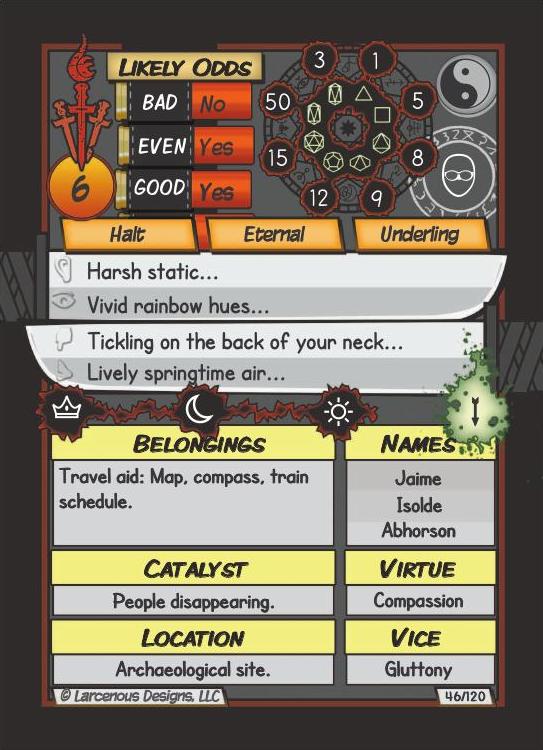 LIKELY ODDS
BAD No
EVEN Yes
GOOD Yes
6
3 1
50 5
15 8
12 9
Halt Eternal Underling
Harsh static...
Vivid rainbow hues...
Tickling on the back of your neck...
Lively springtime air...
BELONGINGS
Travel aid: Map, compass, train
schedule.
NAMES
Jaime
Isolde
Abhorson
CATALYST
People disappearing.
VIRTUE
Compassion
LOCATION
Archaeological site.
VICE
Gluttony
© Larcenous Designs, LLC
46/120